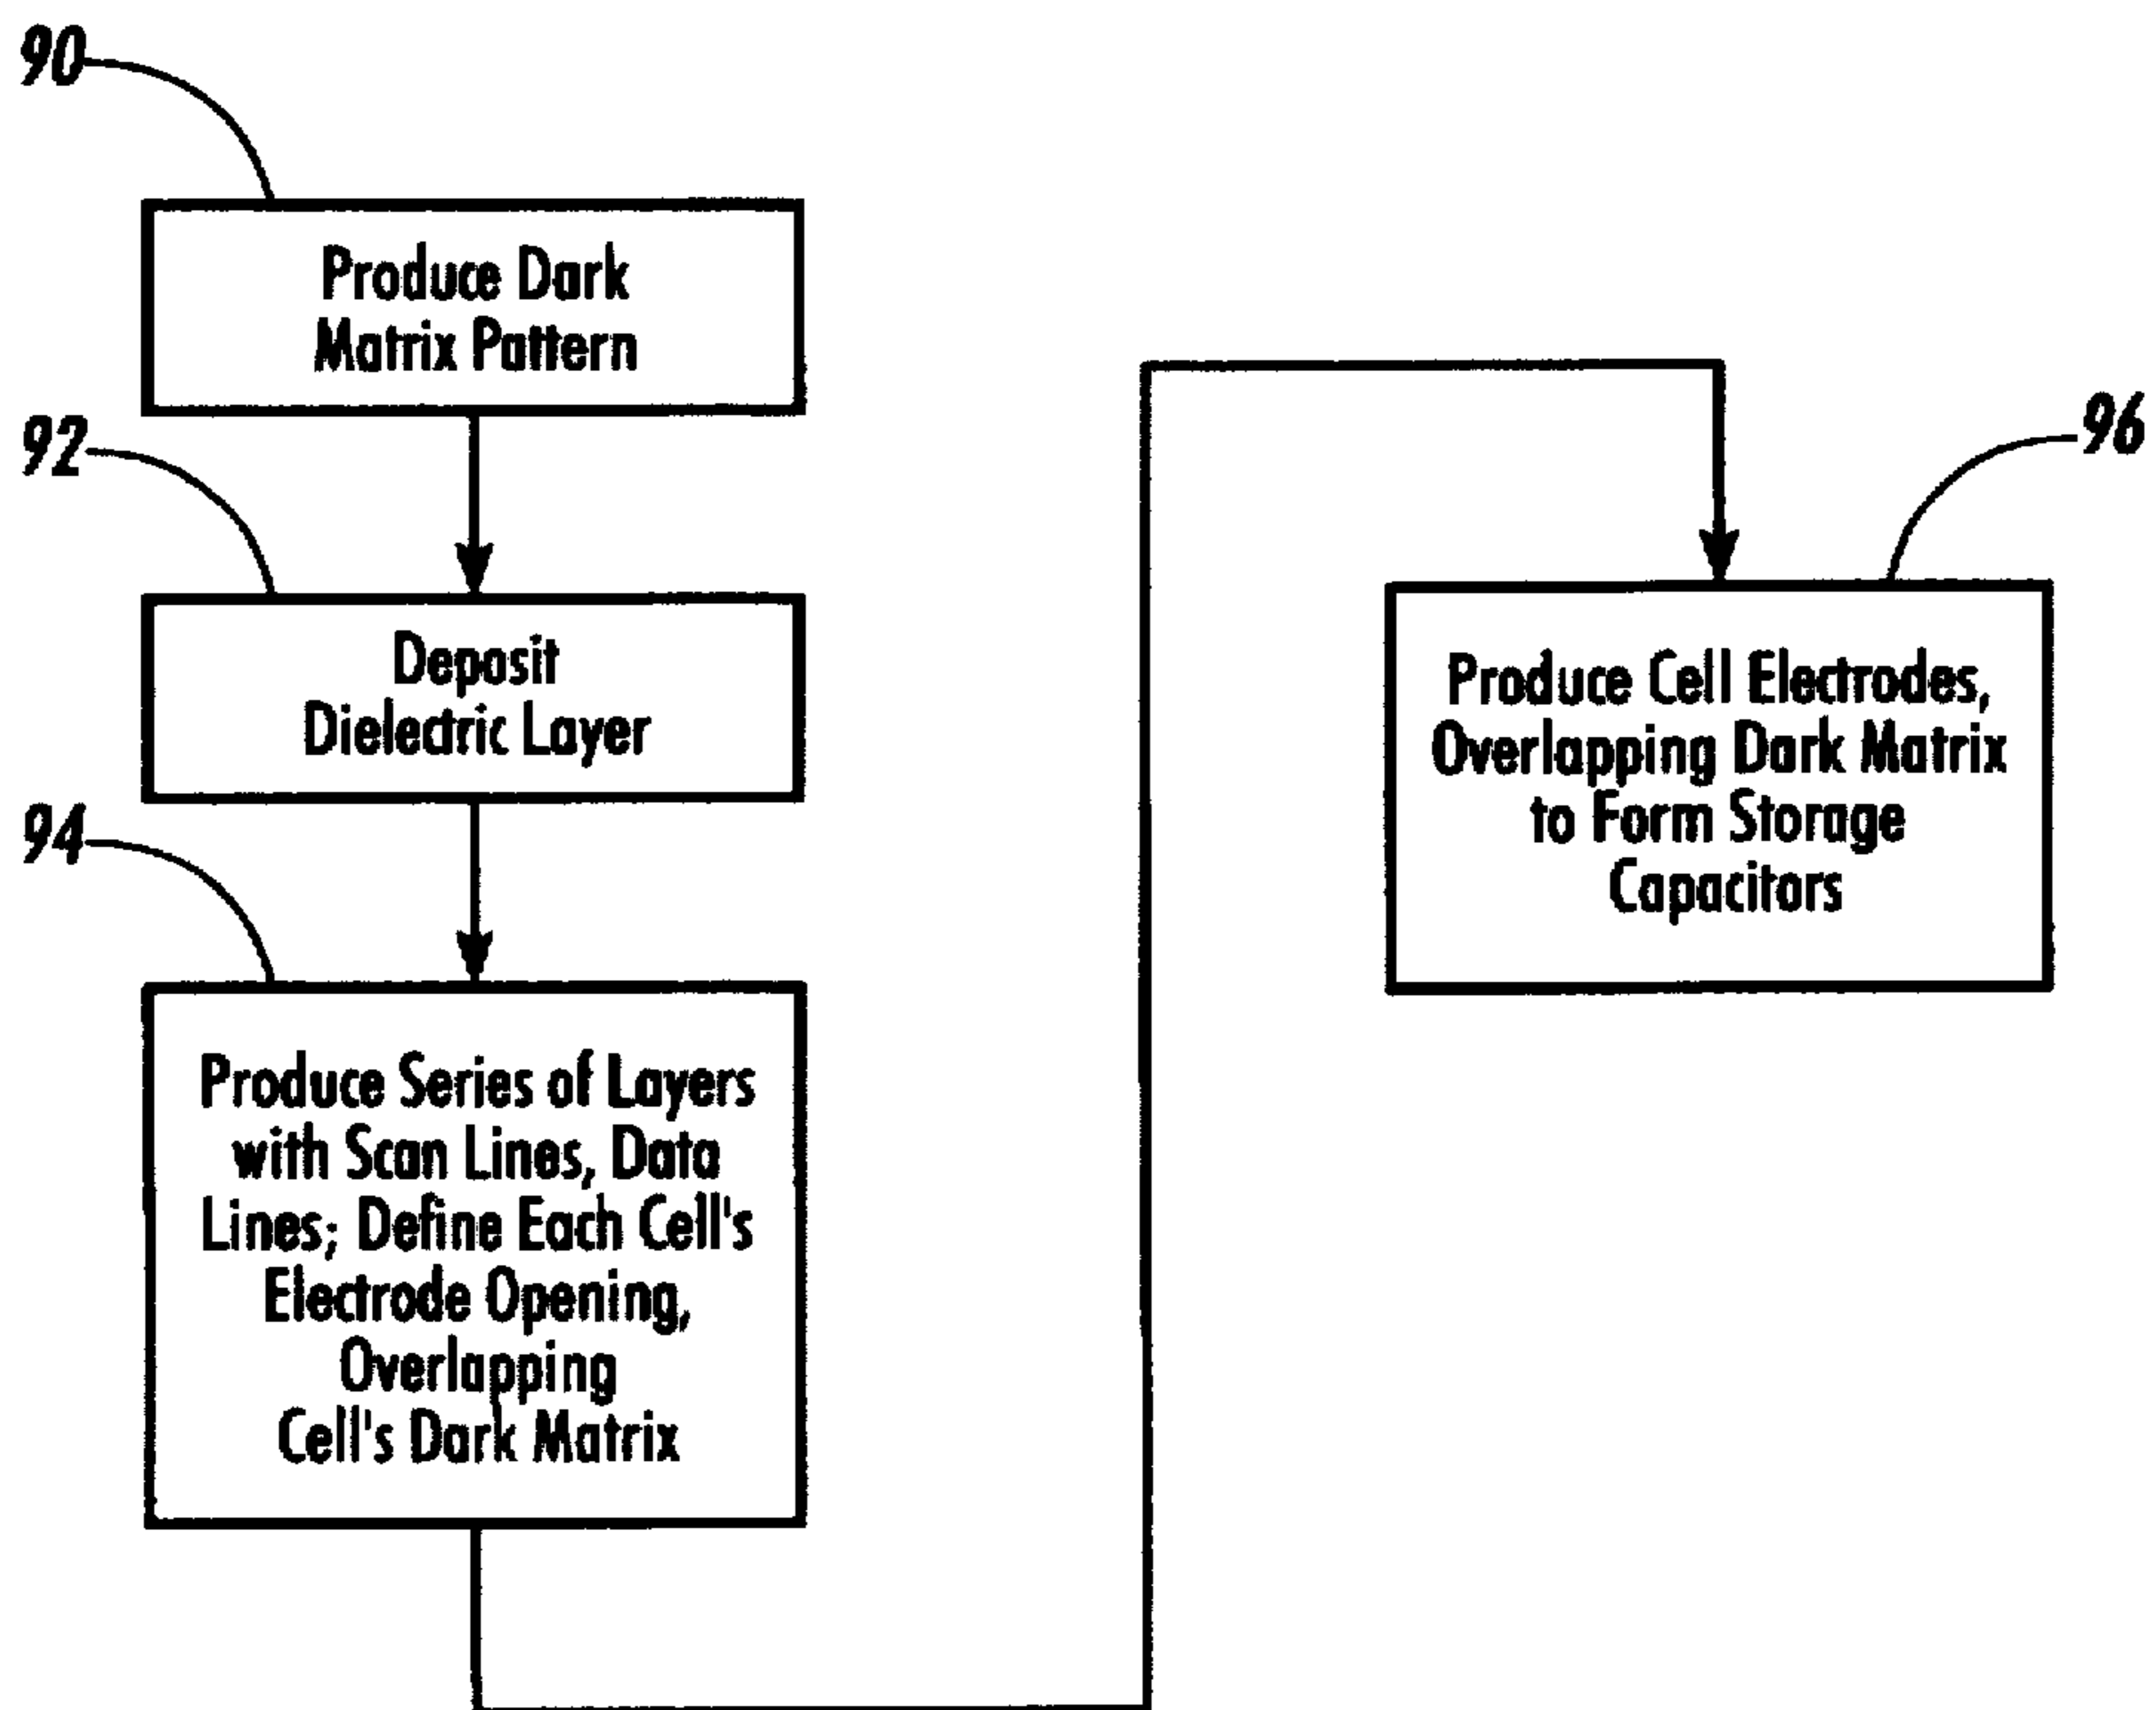 90
Produce Dark
Matrix Pattern
92
Deposit
Dielectric Layer
94
Produce Series of Layers
with Scan Lines, Data
Lines; Define Each Cell's
Electrode Opening,
Overlapping
Cell's Dark Matrix
96
Produce Cell Electrodes,
Overlapping Dark Matrix
to Form Storage
Capacitors